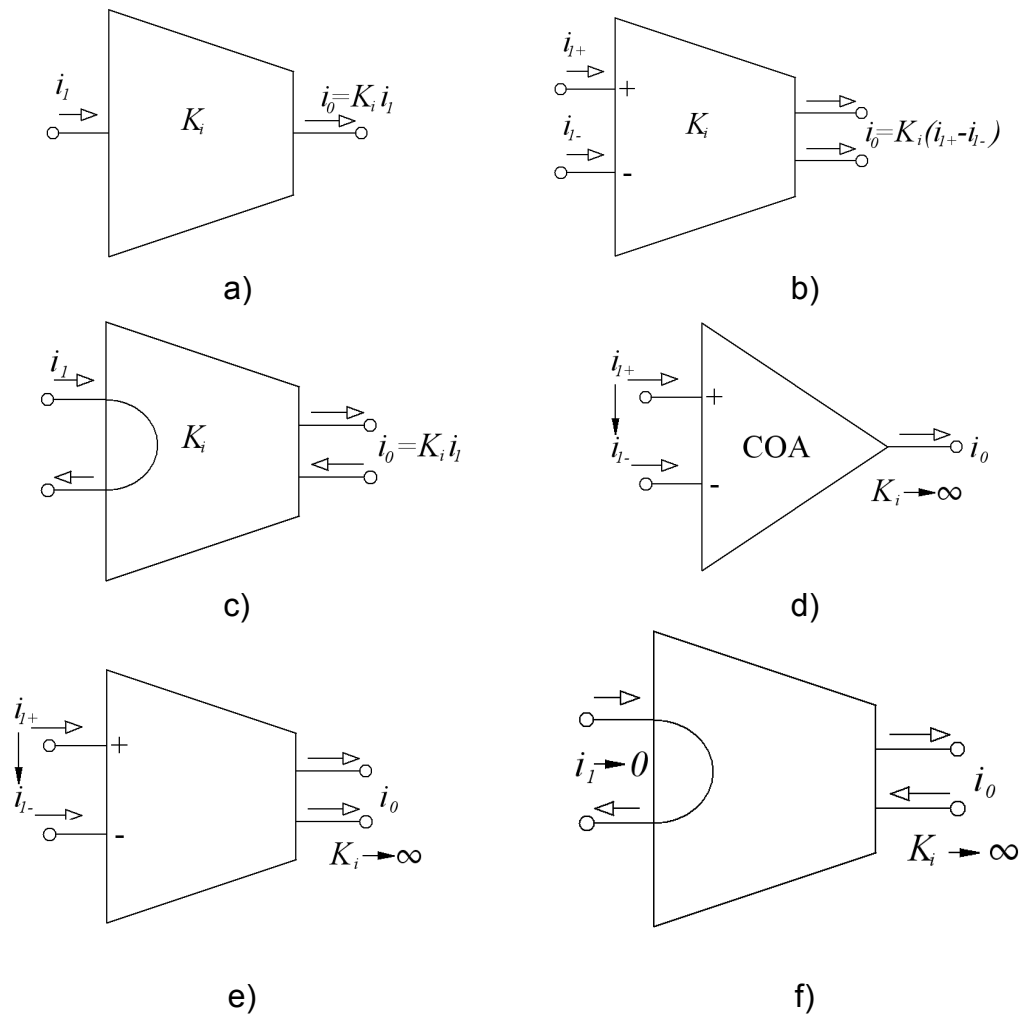 i₁
Kᵢ
i₀=Kᵢ i₁
a)
i₁₊
+
i₁₋
-
Kᵢ
i₀=Kᵢ(i₁₊-i₁₋)
b)
i₁
Kᵢ
i₀=Kᵢ i₁
c)
i₁₊
+
i₁₋
-
COA
i₀
Kᵢ→∞
d)
i₁₊
+
i₁₋
-
i₀
Kᵢ→∞
e)
i₁→0
i₀
Kᵢ→∞
f)